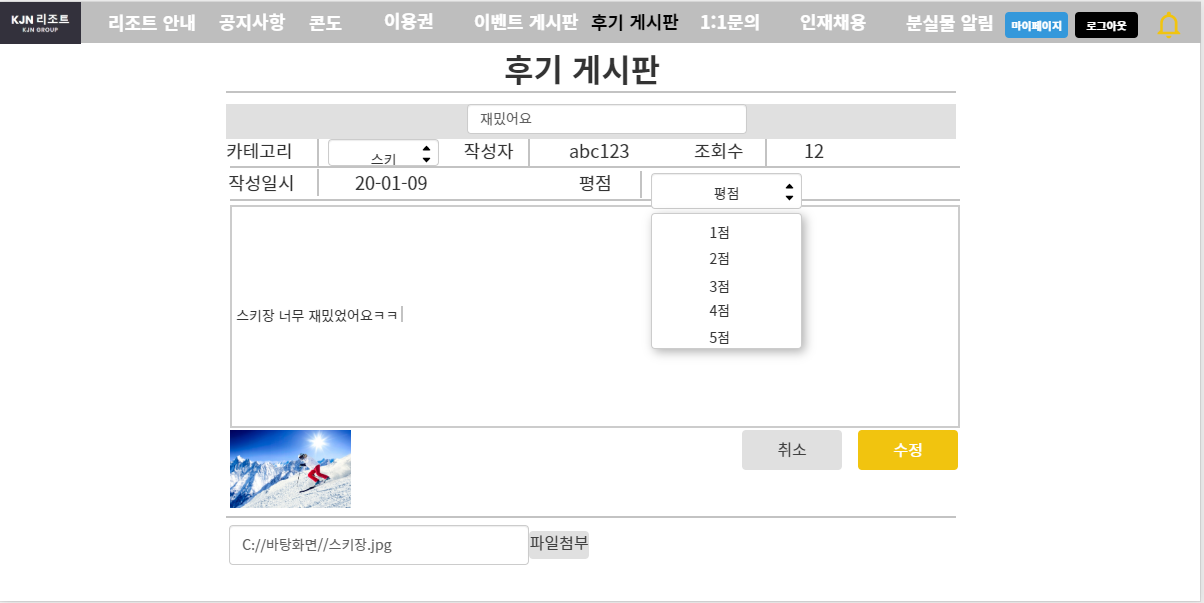 KJN 리조트
KJN GROUP
리조트 안내 공지사항 콘도 이용권 이벤트 게시판 후기 게시판 1:1문의 인재채용 분실물 알림 마이페이지 로그아웃
후기 게시판
재밌어요
카테고리 스키 작성자 abc123 조회수 12
작성일시 20-01-09 평점 평점
1점
2점
3점
4점
5점
스키장 너무 재밌었어요ㅋㅋ
취소 수정
C://바탕화면//스키장.jpg 파일첨부